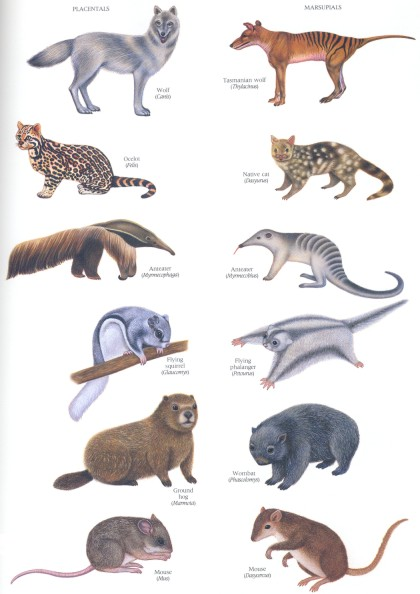 PLACENTALS
MARSUPIALS
Wolf
(Canis)
Tasmanian wolf
(Thylacinus)
Ocelot
(Felis)
Native cat
(Dasyurus)
Anteater
(Myrmecophaga)
Anteater
(Myrmecobius)
Flying
squirrel
(Glaucomys)
Flying
phalanger
(Petaurus)
Ground
hog
(Marmota)
Wombat
(Phascolomys)
Mouse
(Mus)
Mouse
(Dasycercus)